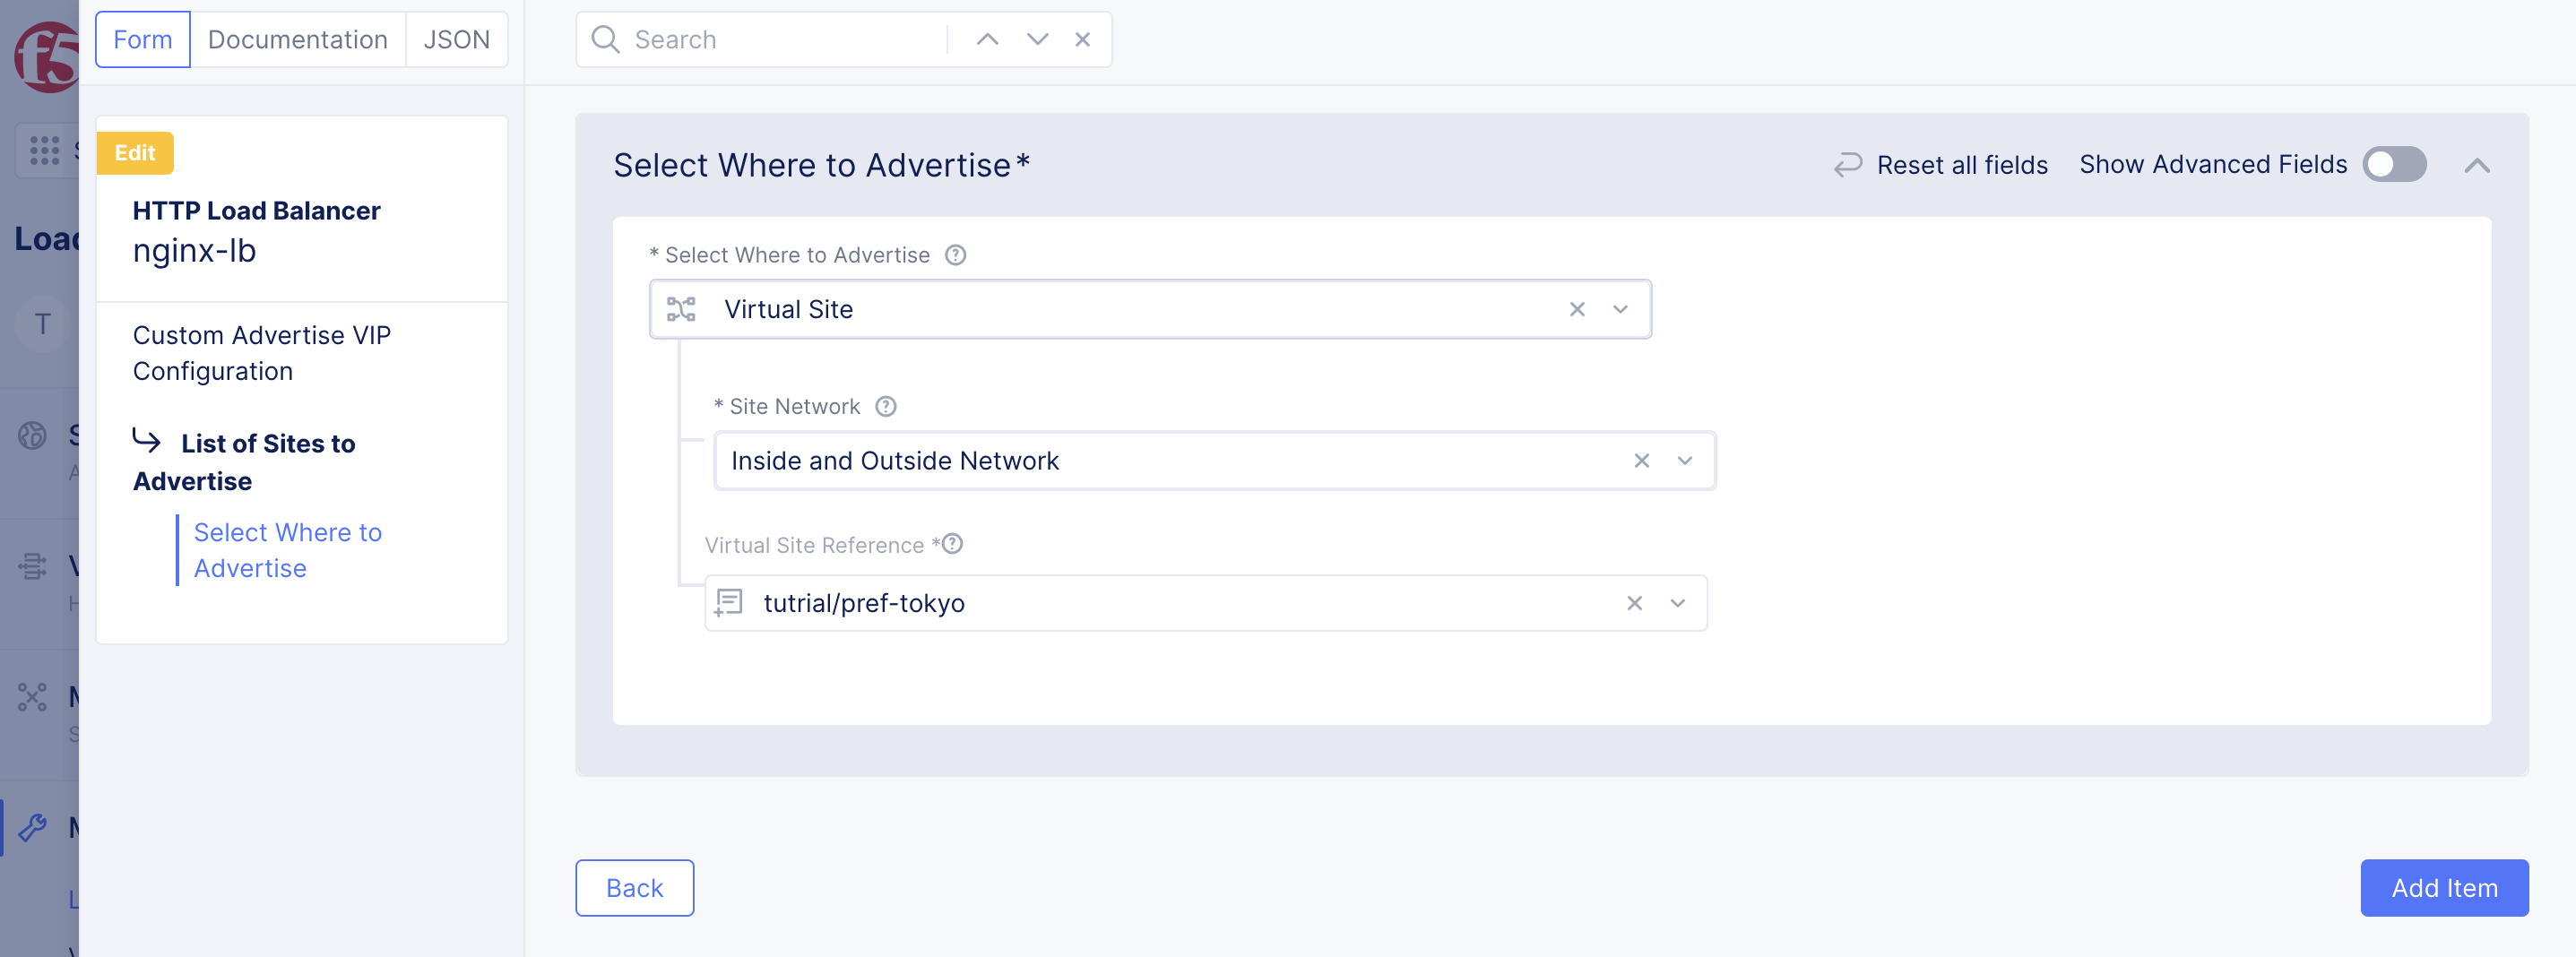 Form
Documentation
JSON
Search
f5
Edit
HTTP Load Balancer
nginx-lb
Load
T
Custom Advertise VIP
Configuration
List of Sites to
Advertise
Select Where to
Advertise
Select Where to Advertise*
Reset all fields
Show Advanced Fields
* Select Where to Advertise
Virtual Site
* Site Network
Inside and Outside Network
Virtual Site Reference *
tutrial/pref-tokyo
Back
Add Item